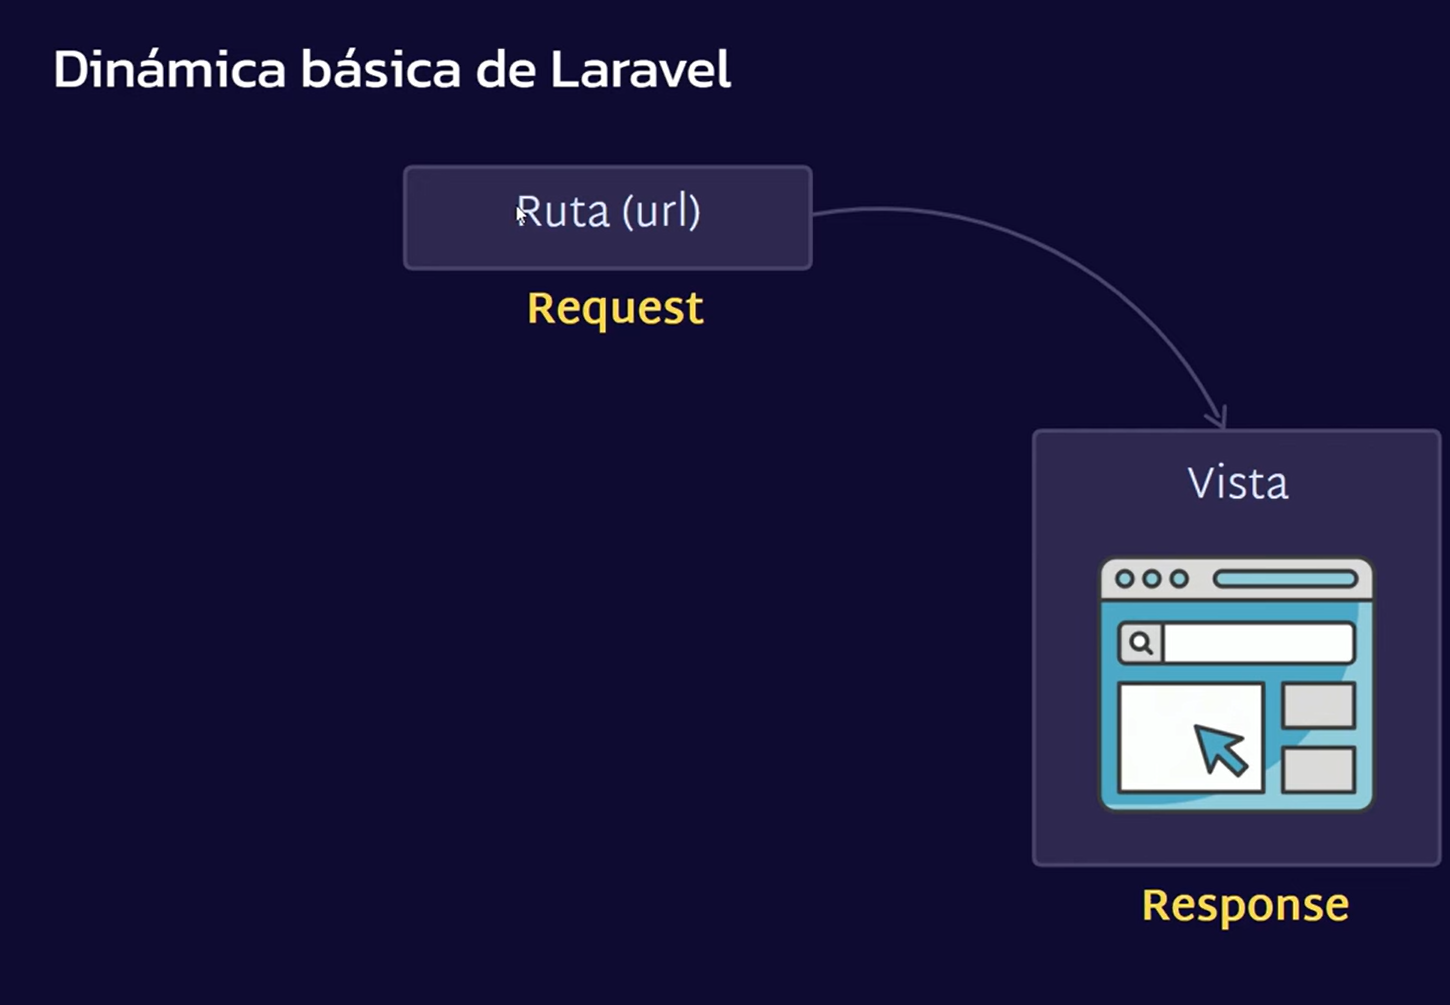 Dinámica básica de Laravel
Ruta (url)
Request
Vista
Response